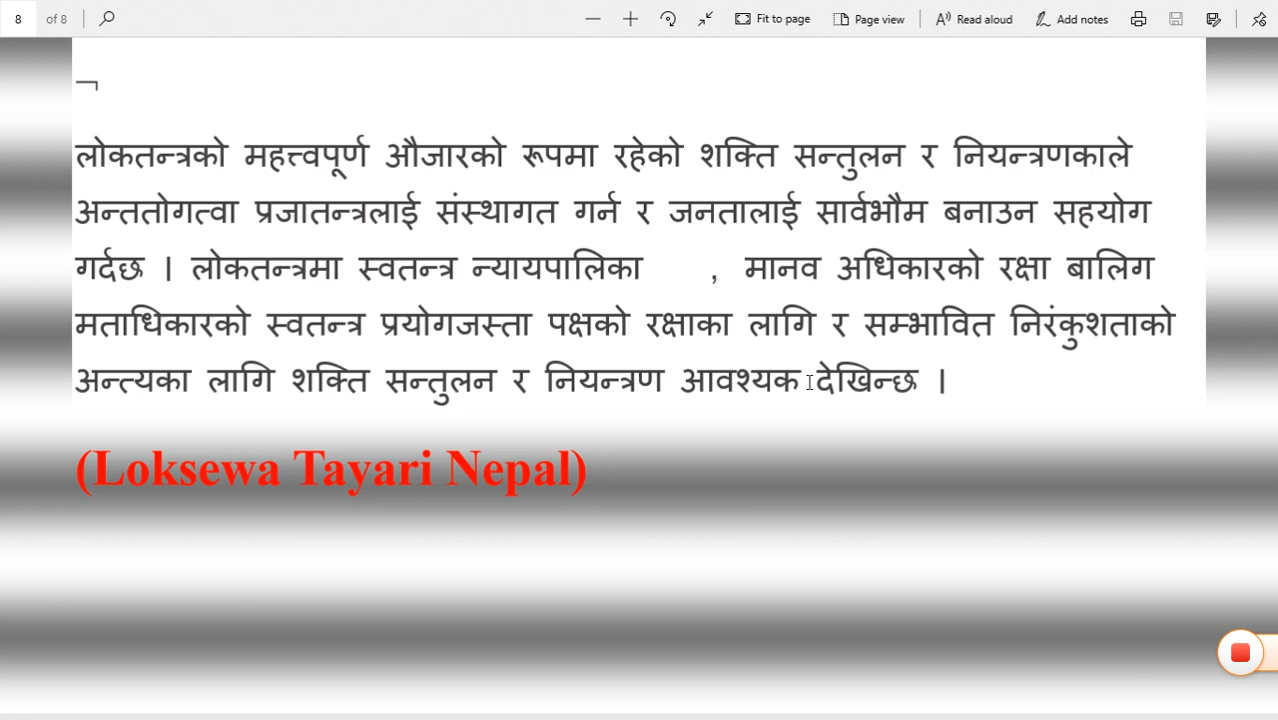 8 of 8 Fit to page Page view Read aloud Add notes
¬
लोकतन्त्रको महत्त्वपूर्ण औजारको रूपमा रहेको शक्ति सन्तुलन र नियन्त्रणकाले
अन्ततोगत्वा प्रजातन्त्रलाई संस्थागत गर्न र जनतालाई सार्वभौम बनाउन सहयोग
गर्दछ । लोकतन्त्रमा स्वतन्त्र न्यायपालिका , मानव अधिकारको रक्षा बालिग
मताधिकारको स्वतन्त्र प्रयोगजस्ता पक्षको रक्षाका लागि र सम्भावित निरंकुशताको
अन्त्यका लागि शक्ति सन्तुलन र नियन्त्रण आवश्यक देखिन्छ ।
(Loksewa Tayari Nepal)